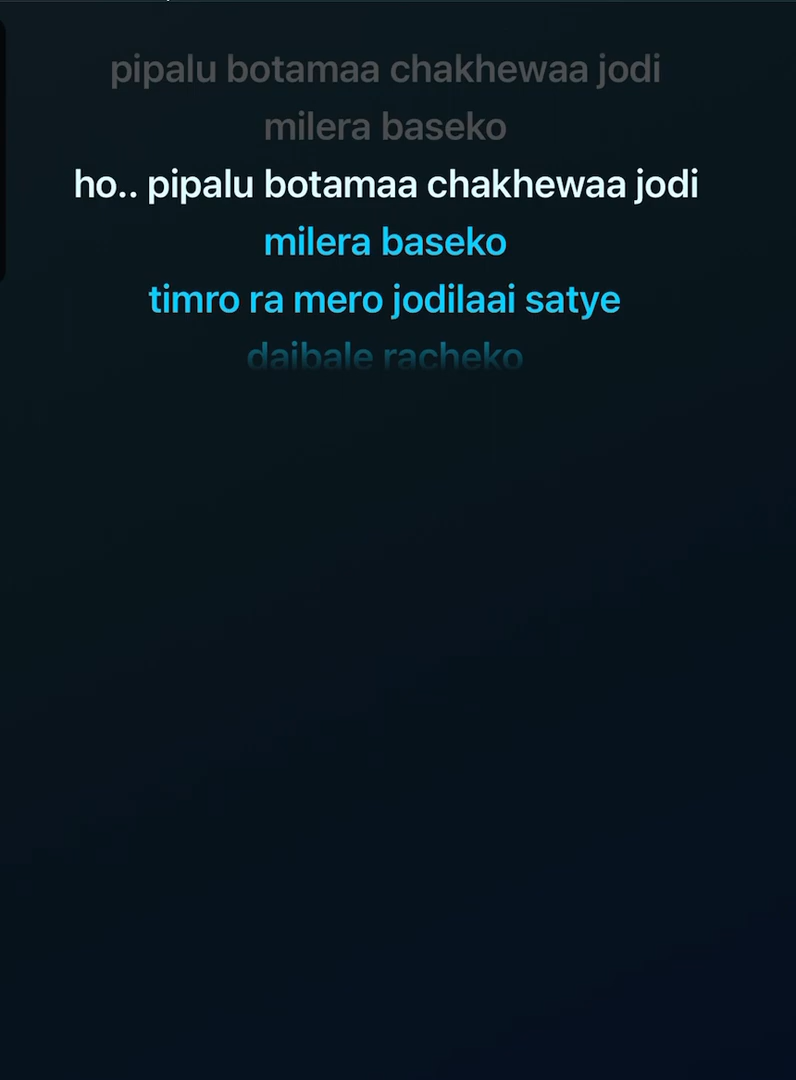 pipalu botamaa chakhewaa jodi
milera baseko
ho.. pipalu botamaa chakhewaa jodi
milera baseko
timro ra mero jodilaai satye
daibale racheko